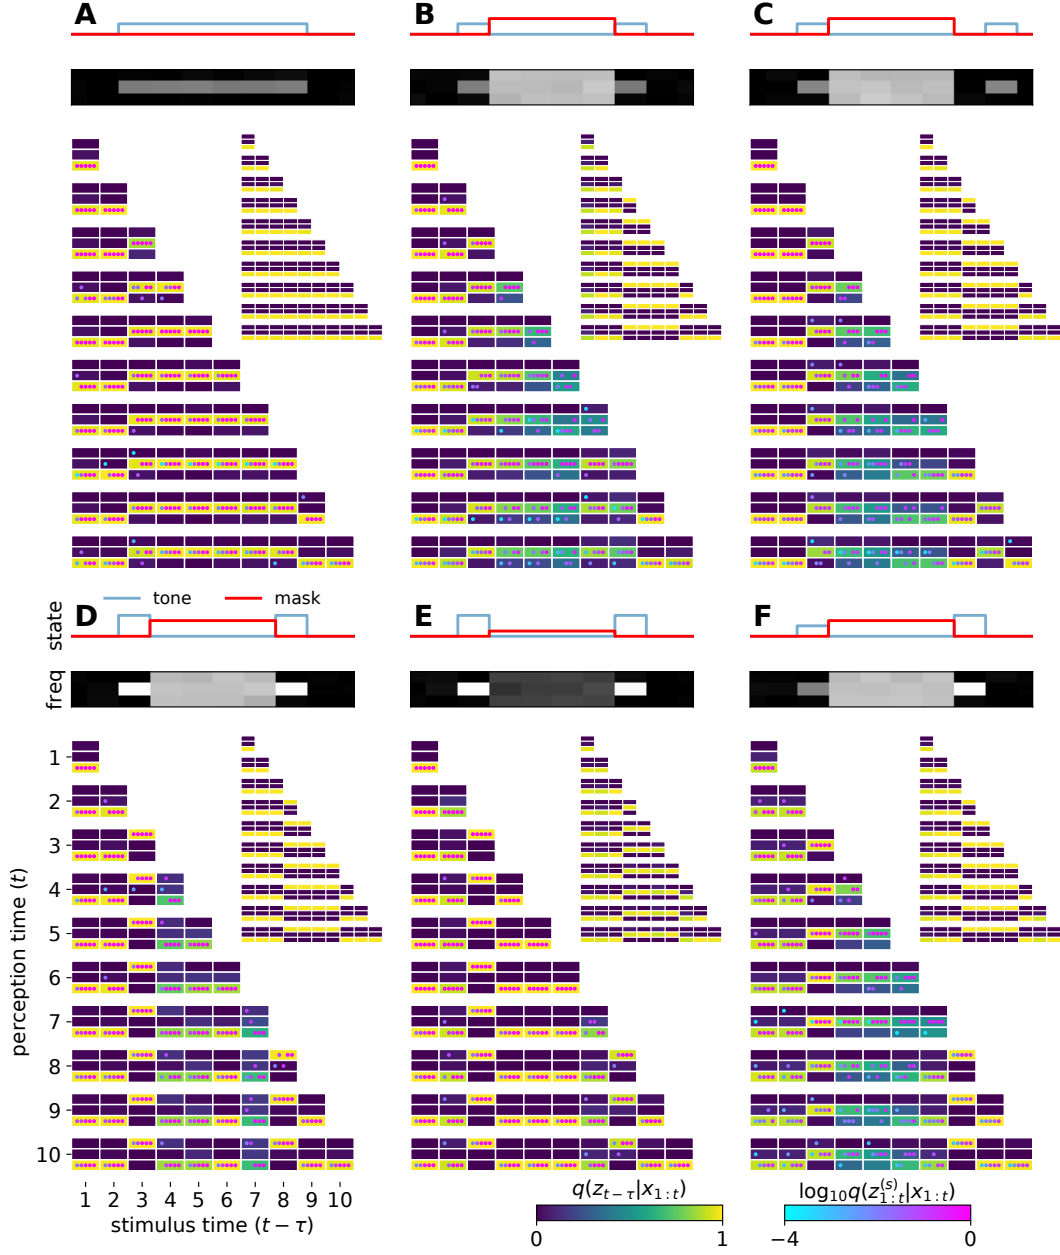 A B C
tone mask
state
freq
D E F
perception time (t)
1
2
3
4
5
6
7
8
9
10
1 2 3 4 5 6 7 8 9 10
stimulus time (t − τ)
q(z_{t−τ}|x_{1:t})
0 1
log₁₀q(z^{(s)}_{1:t}|x_{1:t})
−4 0